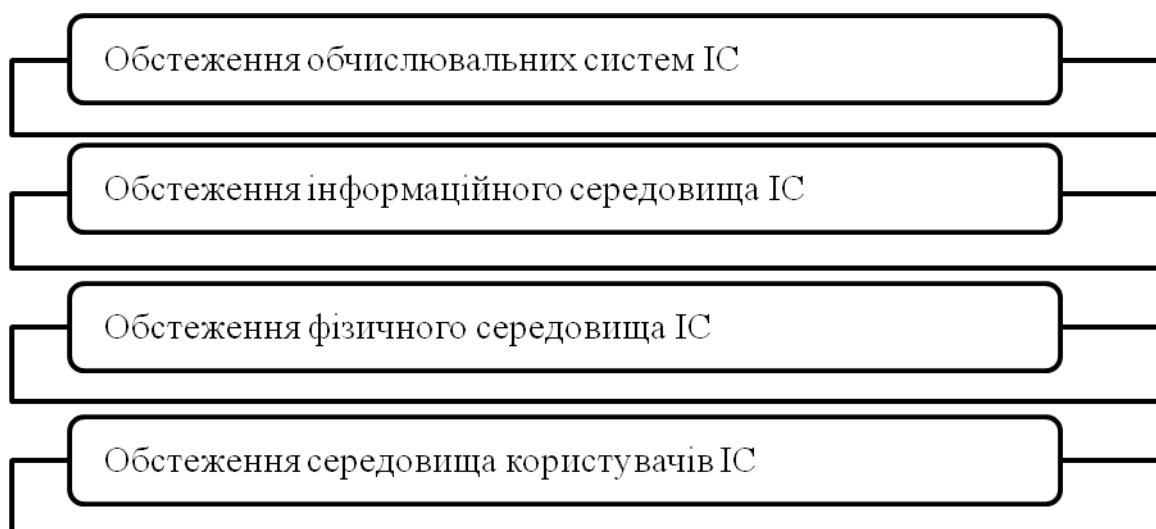 Обстеження обчислювальних систем ІС
Обстеження інформаційного середовища ІС
Обстеження фізичного середовища ІС
Обстеження середовища користувачів ІС